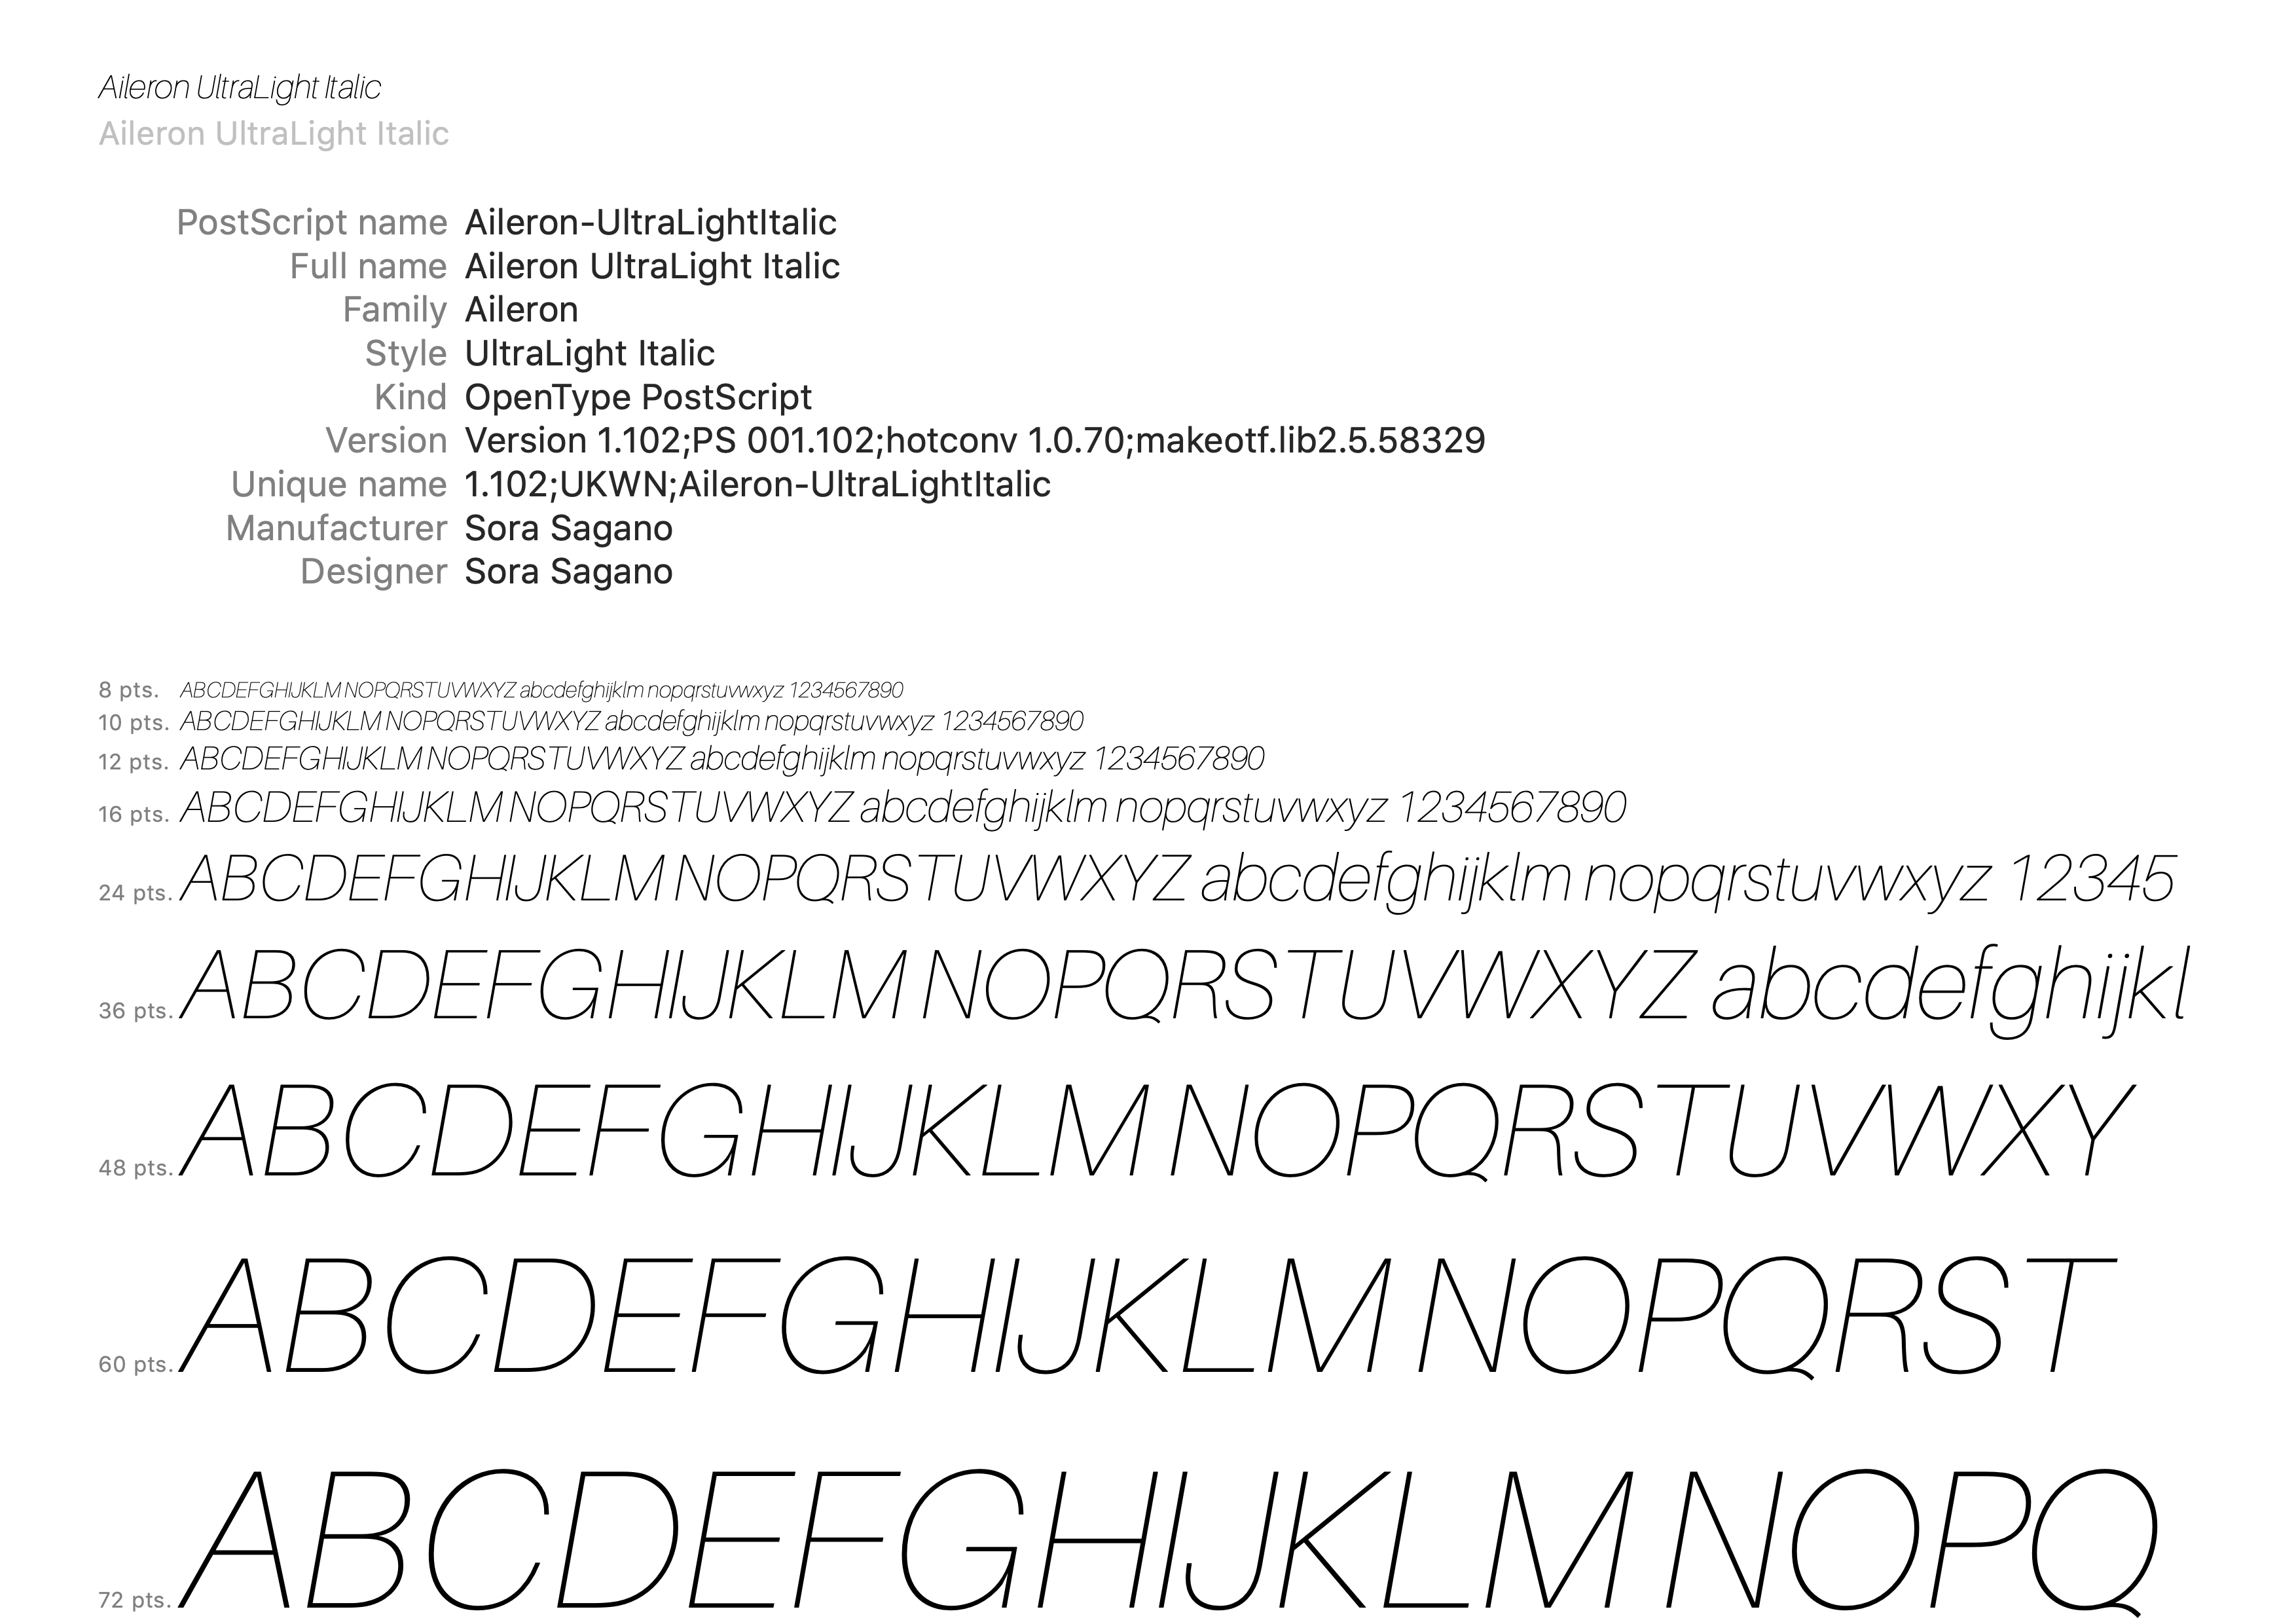 Aileron UltraLight Italic
Aileron UltraLight Italic
PostScript name Aileron-UltraLightItalic
Full name Aileron UltraLight Italic
Family Aileron
Style UltraLight Italic
Kind OpenType PostScript
Version Version 1.102;PS 001.102;hotconv 1.0.70;makeotf.lib2.5.58329
Unique name 1.102;UKWN;Aileron-UltraLightItalic
Manufacturer Sora Sagano
Designer Sora Sagano
8 pts. ABCDEFGHIJKLM NOPQRSTUVWXYZ abcdefghijklm nopqrstuvwxyz 1234567890
10 pts. ABCDEFGHIJKLM NOPQRSTUVWXYZ abcdefghijklm nopqrstuvwxyz 1234567890
12 pts. ABCDEFGHIJKLM NOPQRSTUVWXYZ abcdefghijklm nopqrstuvwxyz 1234567890
16 pts. ABCDEFGHIJKLM NOPQRSTUVWXYZ abcdefghijklm nopqrstuvwxyz 1234567890
24 pts. ABCDEFGHIJKLM NOPQRSTUVWXYZ abcdefghijklm nopqrstuvwxyz 12345
36 pts. ABCDEFGHIJKLM NOPQRSTUVWXYZ abcdefghijkl
48 pts. ABCDEFGHIJKLM NOPQRSTUVWXY
60 pts. ABCDEFGHIJKLM NOPQRST
72 pts. ABCDEFGHIJKLM NOPQ